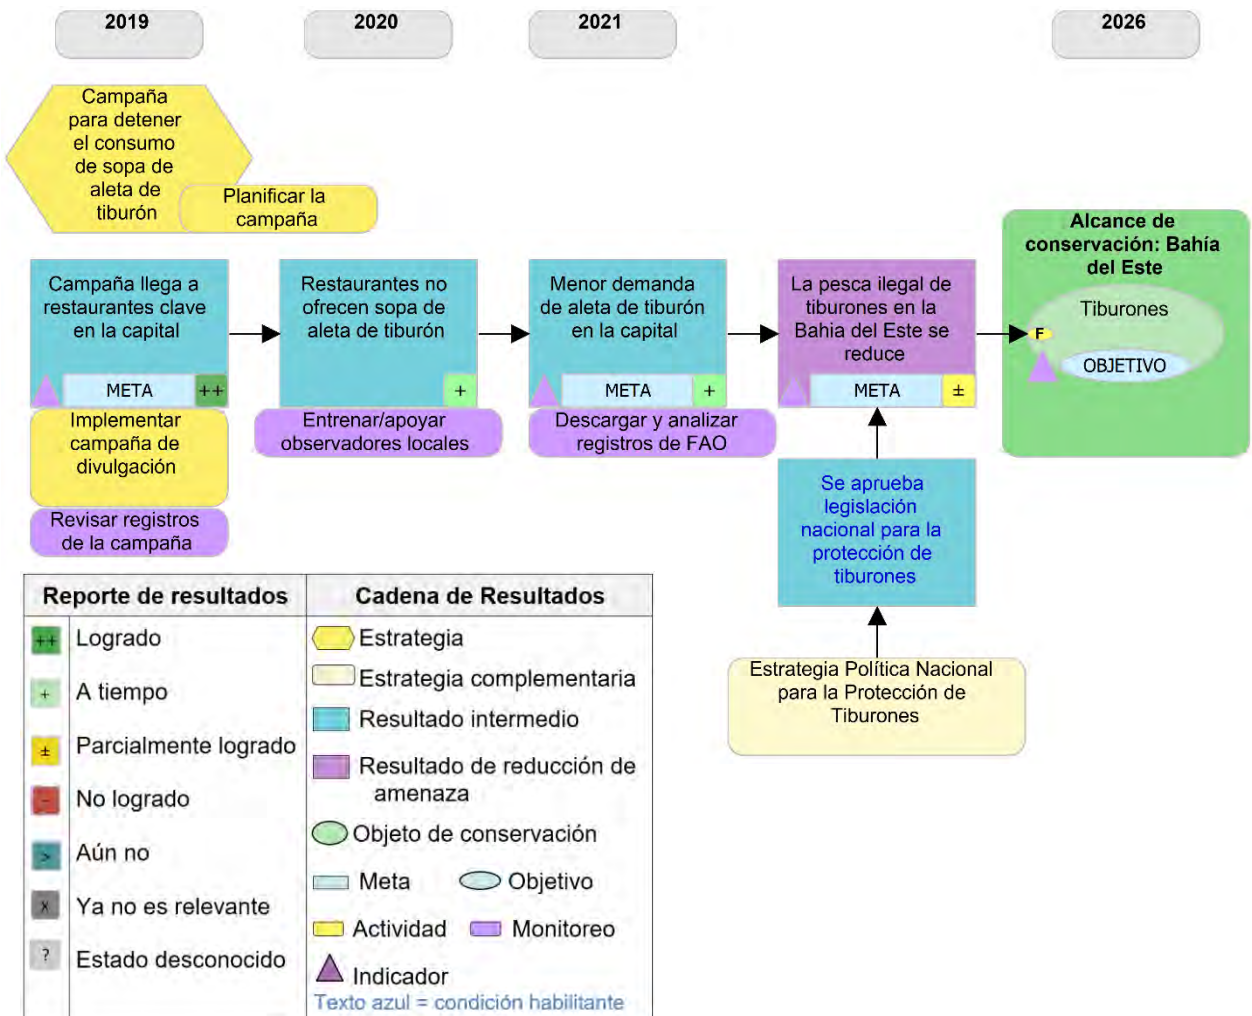 2019
2020
2021
2026
Campaña
para detener
el consumo
de sopa de
aleta de
tiburón
Planificar la
campaña
Campaña llega a
restaurantes clave
en la capital
META
++
Implementar
campaña de
divulgación
Revisar registros
de la campaña
Restaurantes no
ofrecen sopa de
aleta de tiburón
+
Entrenar/apoyar
observadores locales
Menor demanda
de aleta de tiburón
en la capital
META
+
Descargar y analizar
registros de FAO
La pesca ilegal de
tiburones en la
Bahia del Este se
reduce
META
±
Se aprueba
legislación
nacional para la
protección de
tiburones
Estrategia Política Nacional
para la Protección de
Tiburones
Alcance de
conservación: Bahía
del Este
Tiburones
F
OBJETIVO
Reporte de resultados
++ Logrado
+ A tiempo
± Parcialmente logrado
- No logrado
> Aún no
x Ya no es relevante
? Estado desconocido
Cadena de Resultados
Estrategia
Estrategia complementaria
Resultado intermedio
Resultado de reducción de
amenaza
Objeto de conservación
Meta
Objetivo
Actividad
Monitoreo
Indicador
Texto azul = condición habilitante